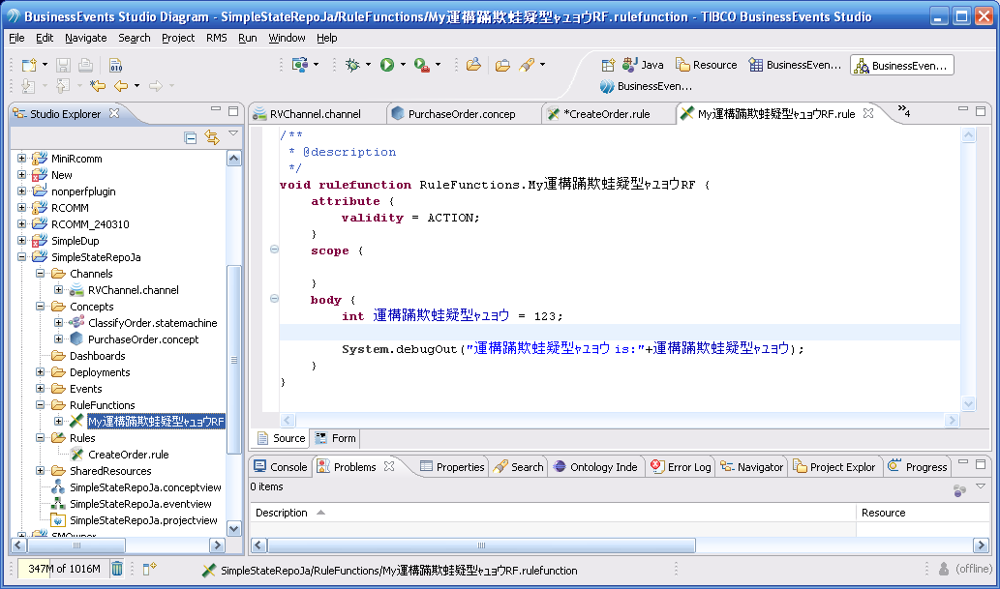 BusinessEvents Studio Diagram - SimpleStateRepoJa/RuleFunctions/My運構蹣欺蛙疑型ｬﾕョウRF.rulefunction - TIBCO BusinessEvents Studio
File Edit Navigate Search Project RMS Run Window Help
Java Resource BusinessEven... BusinessEven...
BusinessEven...
Studio Explorer
MiniRcomm
New
nonperfplugin
RCOMM
RCOMM_240310
SimpleDup
SimpleStateRepoJa
Channels
RVChannel.channel
Concepts
ClassifyOrder.statemachine
PurchaseOrder.concept
Dashboards
Deployments
Events
RuleFunctions
My運構蹣欺蛙疑型ｬﾕョウRF
Rules
CreateOrder.rule
SharedResources
SimpleStateRepoJa.conceptview
SimpleStateRepoJa.eventview
SimpleStateRepoJa.projectview
SMOwner
RVChannel.channel PurchaseOrder.concep *CreateOrder.rule My運構蹣欺蛙疑型ｬﾕョウRF.rule »4
/**
* @description
*/
void rulefunction RuleFunctions.My運構蹣欺蛙疑型ｬﾕョウRF {
attribute {
validity = ACTION;
}
scope {
}
body {
int 運構蹣欺蛙疑型ｬﾕョウ = 123;
System.debugOut("運構蹣欺蛙疑型ｬﾕョウ is:"+運構蹣欺蛙疑型ｬﾕョウ);
}
}
Source Form
Console Problems Properties Search Ontology Inde Error Log Navigator Project Explor Progress
0 items
Description Resource
347M of 1016M SimpleStateRepoJa/RuleFunctions/My運構蹣欺蛙疑型ｬﾕョウRF.rulefunction (offline)